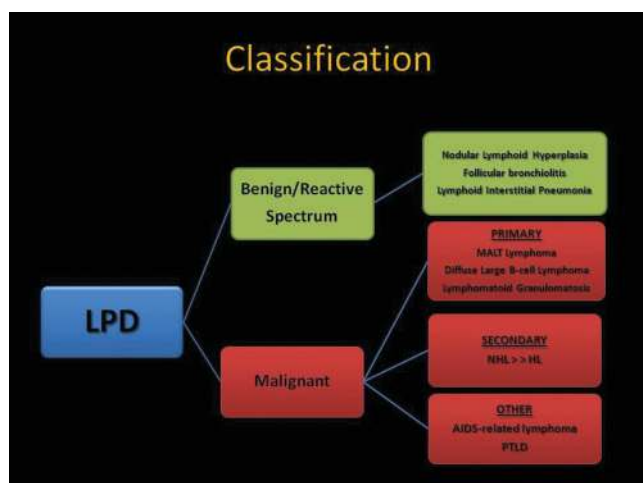 Classification
LPD
Benign/Reactive
Spectrum
Nodular Lymphoid Hyperplasia
Follicular bronchiolitis
Lymphoid Interstitial Pneumonia
Malignant
PRIMARY
MALT Lymphoma
Diffuse Large B-cell Lymphoma
Lymphomatoid Granulomatosis
SECONDARY
NHL > > HL
OTHER
AIDS-related lymphoma
PTLD